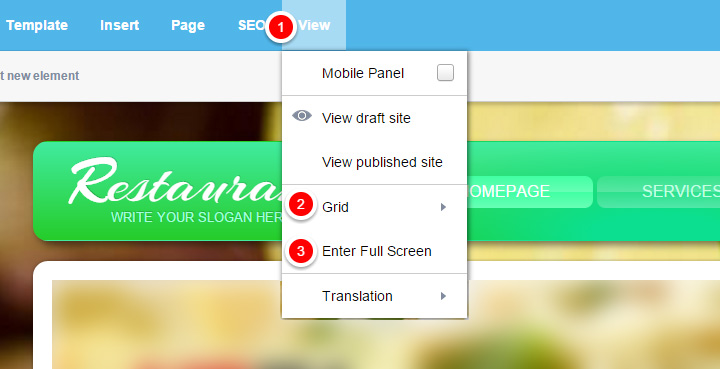 Template Insert Page SEO 1 View
t new element
Mobile Panel
View draft site
View published site
Restaura
WRITE YOUR SLOGAN HER
OMEPAGE SERVICES
2 Grid
3 Enter Full Screen
Translation